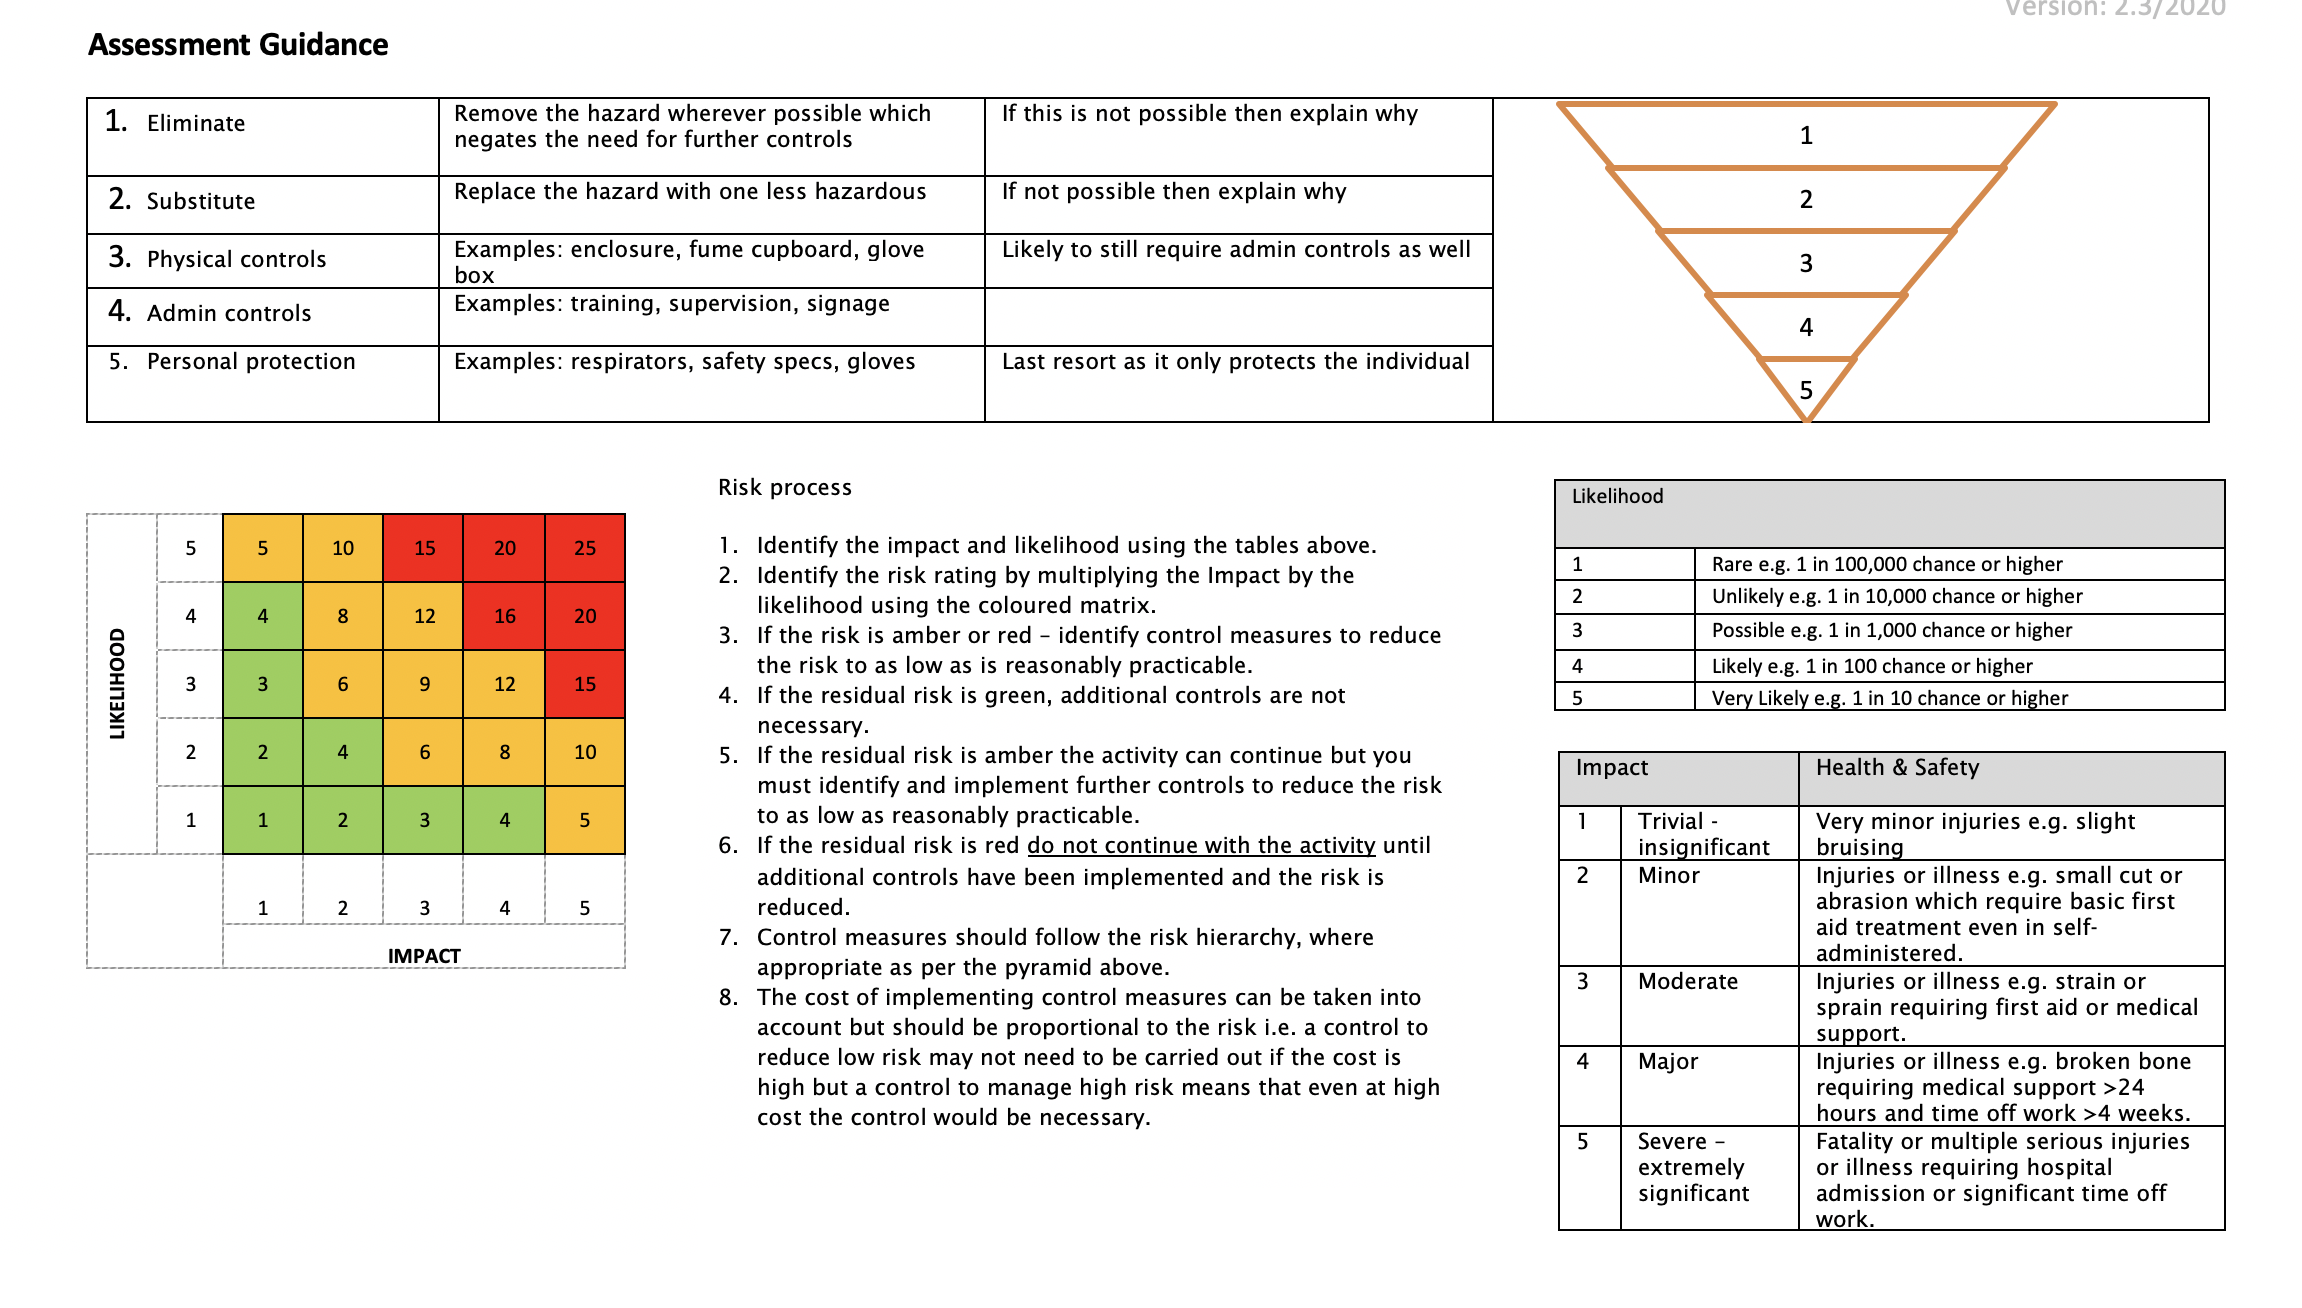 Version: 2.3/2020
Assessment Guidance
1. Eliminate
Remove the hazard wherever possible which
negates the need for further controls
If this is not possible then explain why
2. Substitute
Replace the hazard with one less hazardous
If not possible then explain why
3. Physical controls
Examples: enclosure, fume cupboard, glove
box
Likely to still require admin controls as well
4. Admin controls
Examples: training, supervision, signage
5. Personal protection
Examples: respirators, safety specs, gloves
Last resort as it only protects the individual
1
2
3
4
5
LIKELIHOOD
5 5 10 15 20 25
4 4 8 12 16 20
3 3 6 9 12 15
2 2 4 6 8 10
1 1 2 3 4 5
1 2 3 4 5
IMPACT
Risk process
1. Identify the impact and likelihood using the tables above.
2. Identify the risk rating by multiplying the Impact by the
likelihood using the coloured matrix.
3. If the risk is amber or red – identify control measures to reduce
the risk to as low as is reasonably practicable.
4. If the residual risk is green, additional controls are not
necessary.
5. If the residual risk is amber the activity can continue but you
must identify and implement further controls to reduce the risk
to as low as reasonably practicable.
6. If the residual risk is red do not continue with the activity until
additional controls have been implemented and the risk is
reduced.
7. Control measures should follow the risk hierarchy, where
appropriate as per the pyramid above.
8. The cost of implementing control measures can be taken into
account but should be proportional to the risk i.e. a control to
reduce low risk may not need to be carried out if the cost is
high but a control to manage high risk means that even at high
cost the control would be necessary.
Likelihood
1 Rare e.g. 1 in 100,000 chance or higher
2 Unlikely e.g. 1 in 10,000 chance or higher
3 Possible e.g. 1 in 1,000 chance or higher
4 Likely e.g. 1 in 100 chance or higher
5 Very Likely e.g. 1 in 10 chance or higher
Impact Health & Safety
1 Trivial -
insignificant
Very minor injuries e.g. slight
bruising
2 Minor
Injuries or illness e.g. small cut or
abrasion which require basic first
aid treatment even in self-
administered.
3 Moderate
Injuries or illness e.g. strain or
sprain requiring first aid or medical
support.
4 Major
Injuries or illness e.g. broken bone
requiring medical support >24
hours and time off work >4 weeks.
5 Severe –
extremely
significant
Fatality or multiple serious injuries
or illness requiring hospital
admission or significant time off
work.